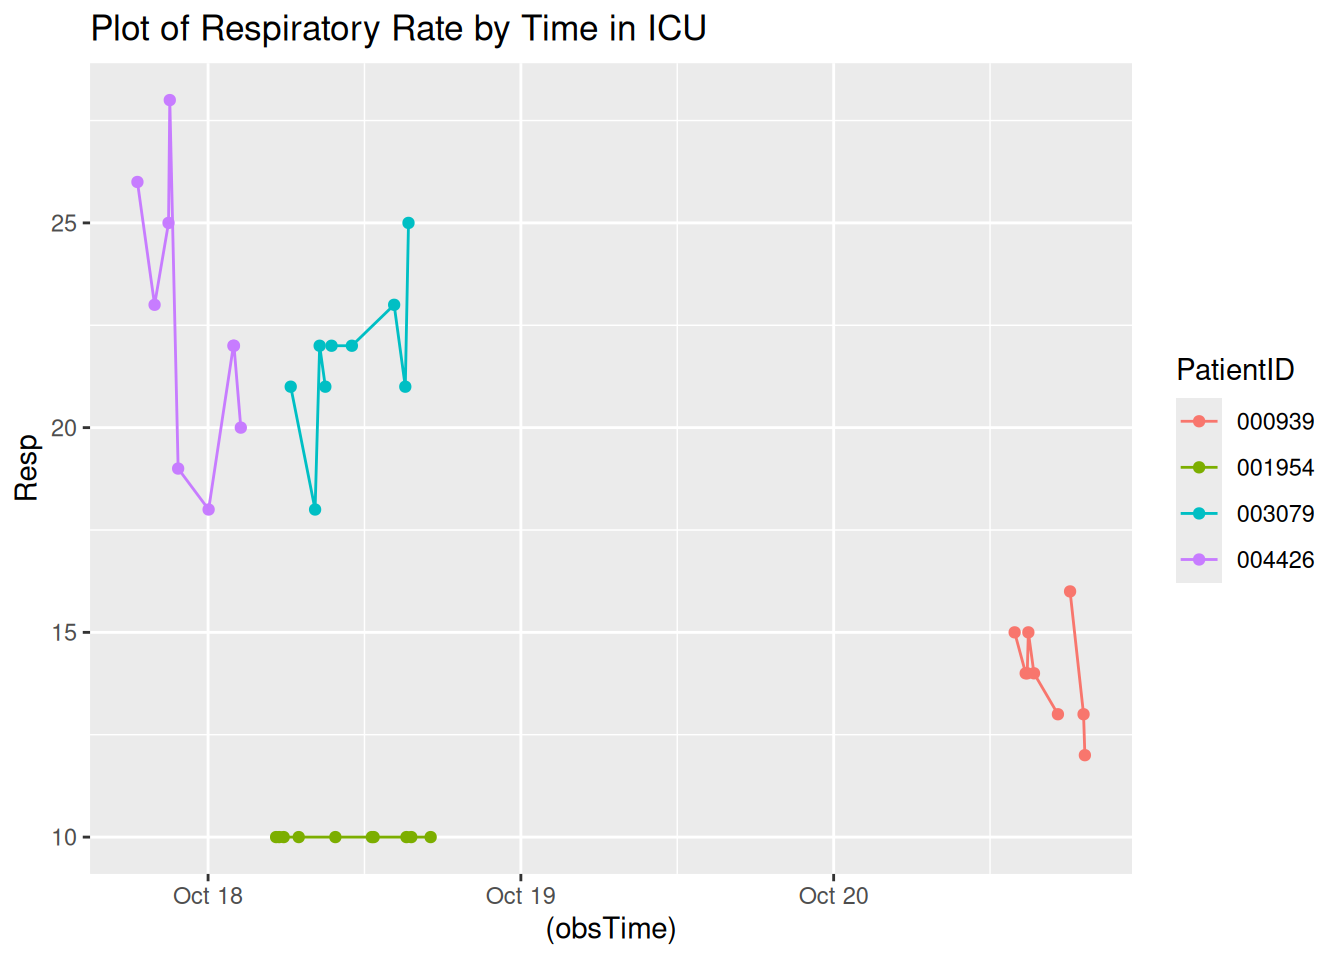 Plot of Respiratory Rate by Time in ICU
Resp
25
20
15
10
Oct 18
Oct 19
Oct 20
(obsTime)
PatientID
000939
001954
003079
004426